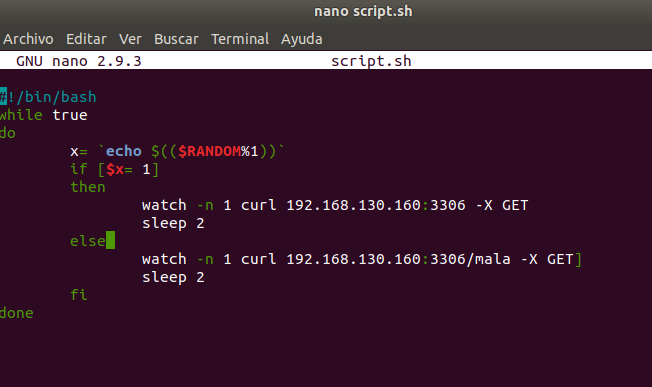 nano script.sh
Archivo Editar Ver Buscar Terminal Ayuda
GNU nano 2.9.3 script.sh
#!/bin/bash
while true
do
x= `echo $(($RANDOM%1))`
if [$x= 1]
then
watch -n 1 curl 192.168.130.160:3306 -X GET
sleep 2
else
watch -n 1 curl 192.168.130.160:3306/mala -X GET]
sleep 2
fi
done